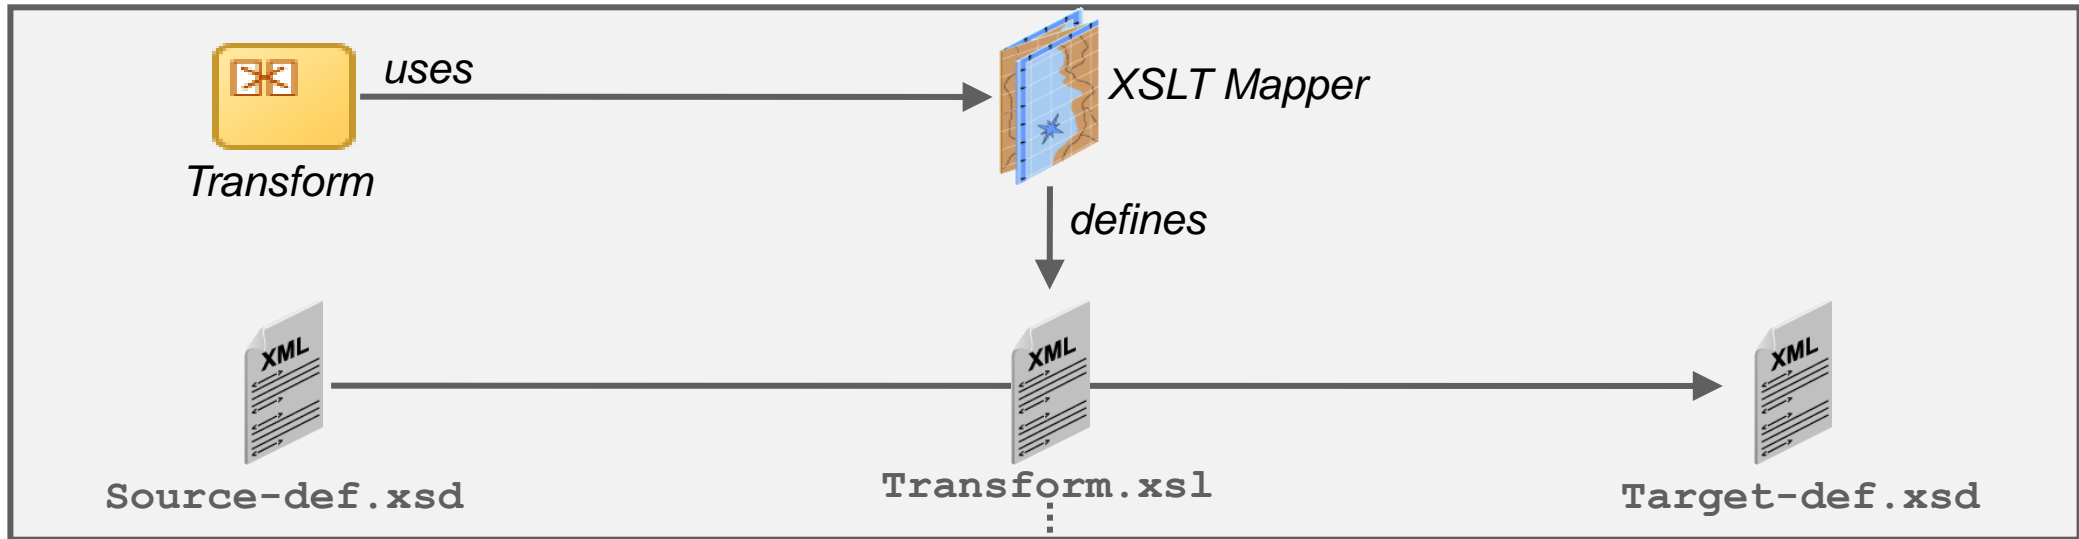 uses
XSLT Mapper
Transform
defines
XML
XML
XML
Source-def.xsd
Transform.xsl
Target-def.xsd